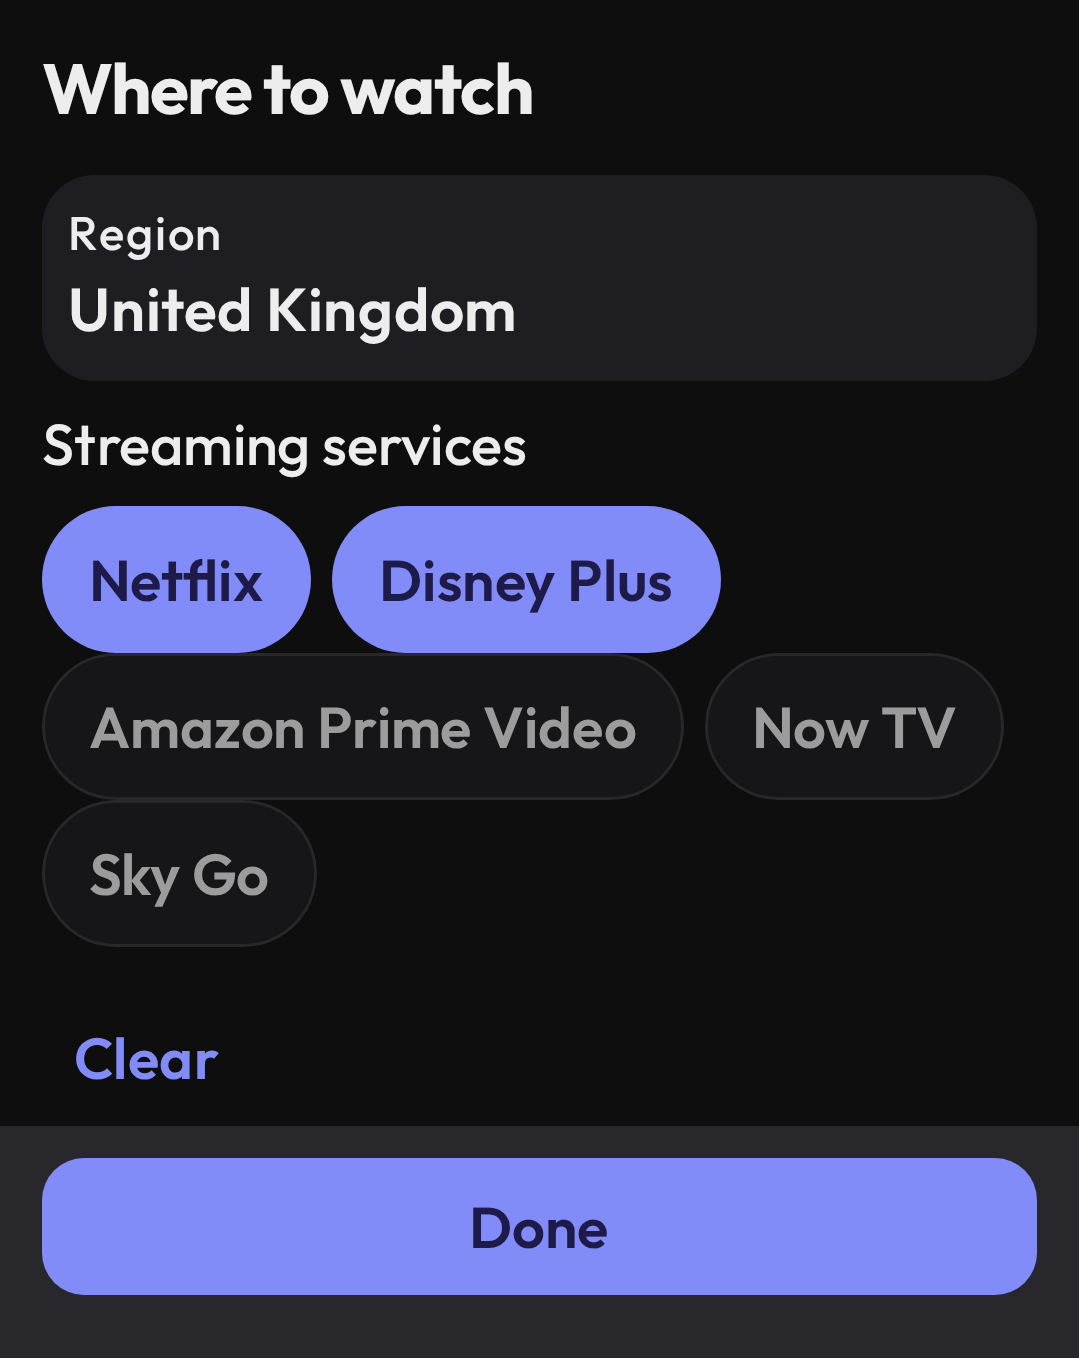 Where to watch
Region
United Kingdom
Streaming services
Netflix Disney Plus
Amazon Prime Video Now TV
Sky Go
Clear
Done